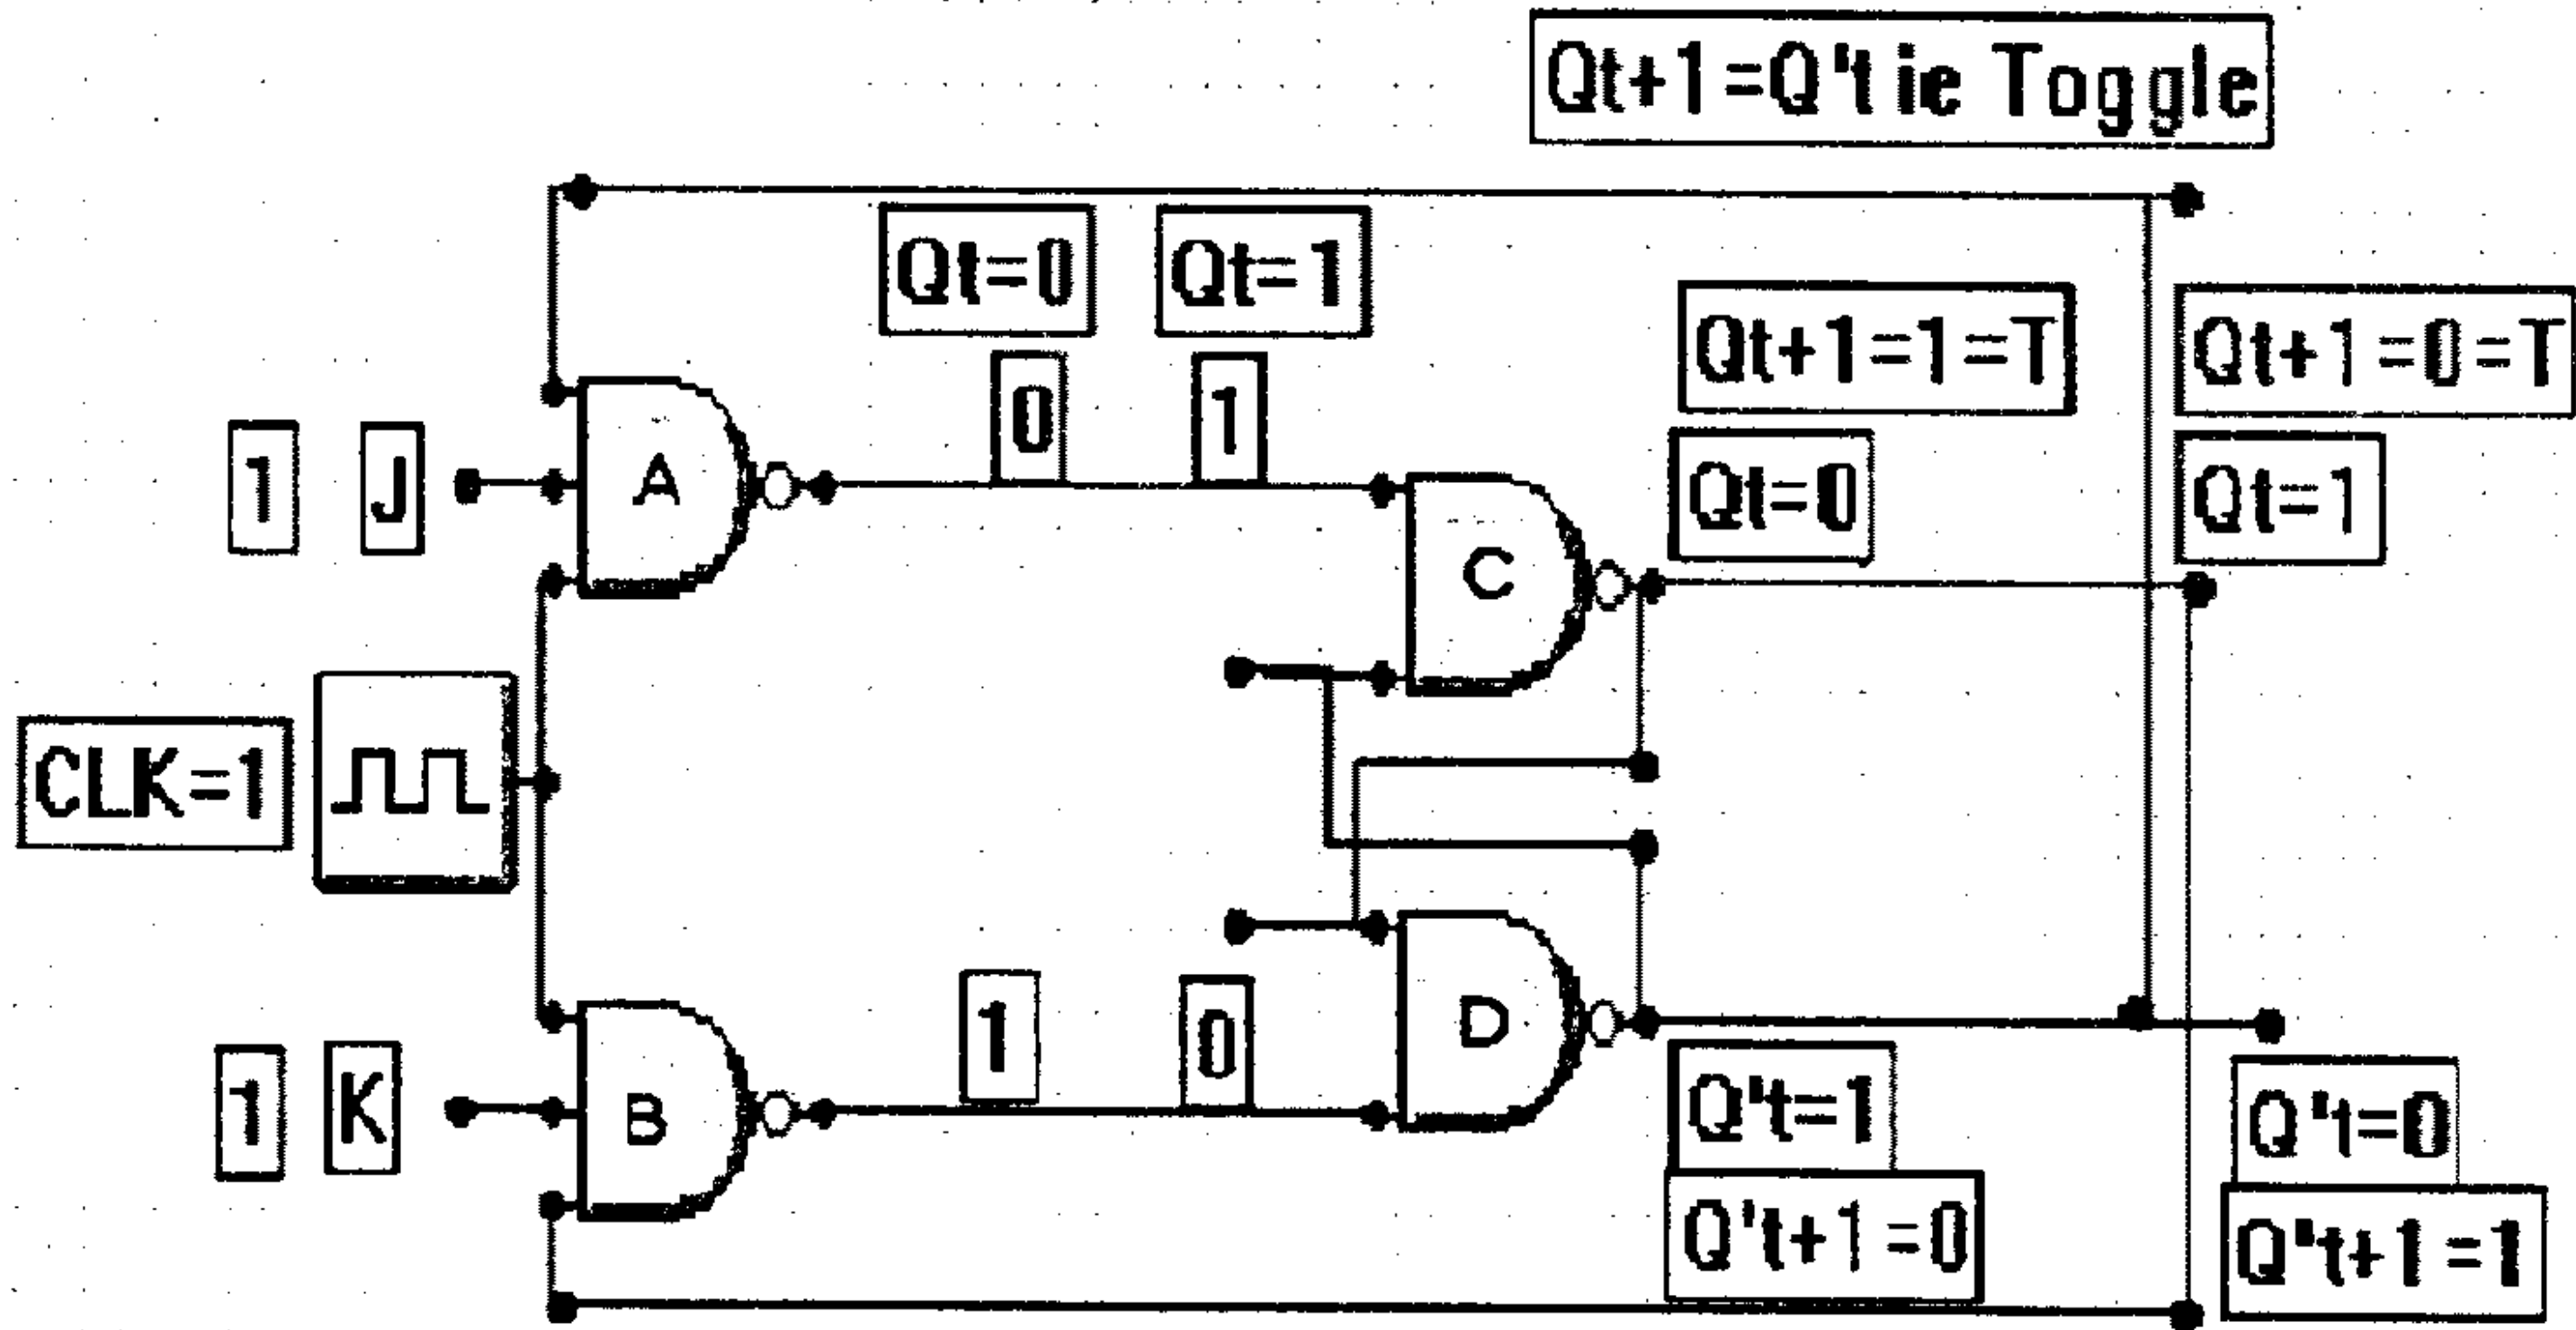 Qt+1=Q't ie Toggle
Qt=0 Qt=1
Qt+1=1=T Qt+1=0=T
0 1
1 J A
Qt=0 Qt=1
C
CLK=1
1 0
D
1 K B
Q't=1 Q't=0
Q't+1=0 Q't+1=1